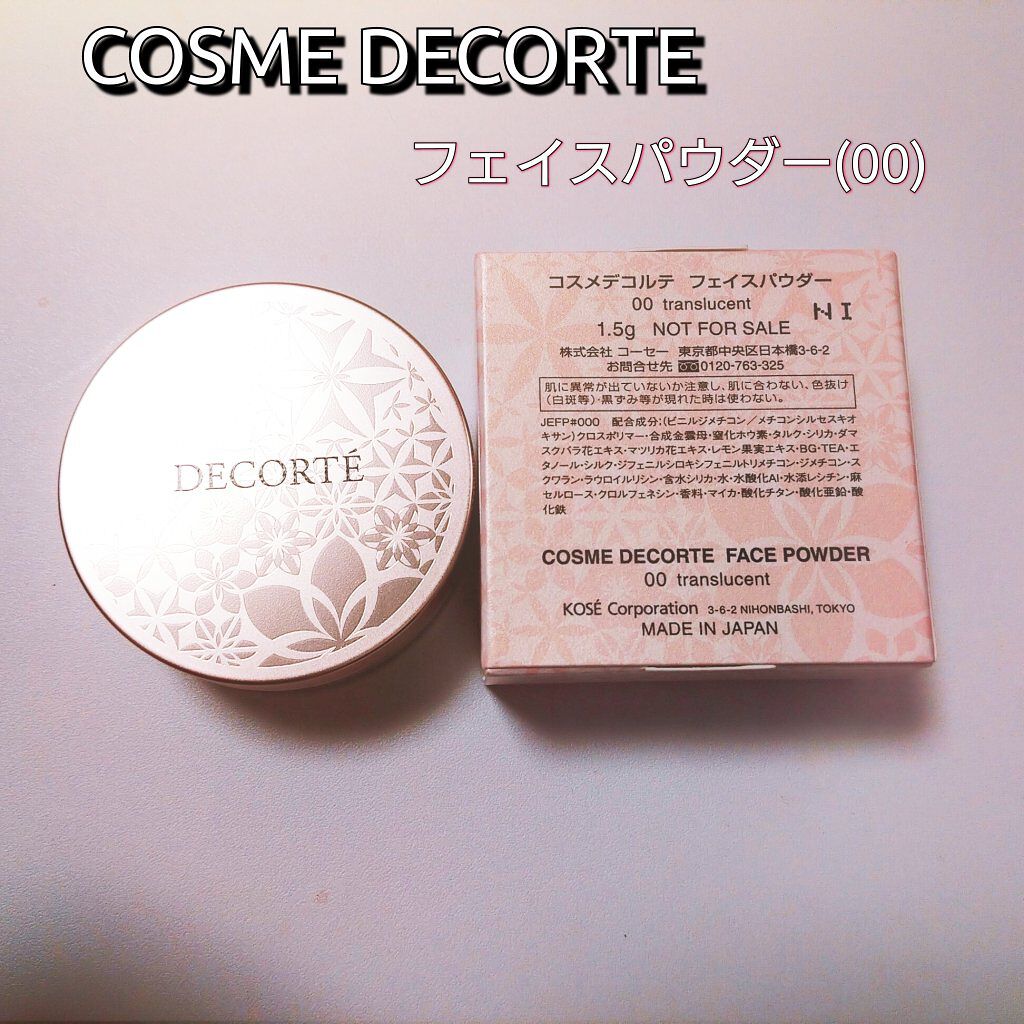 COSME DECORTE
フェイスパウダー(00)
DECORTÉ
コスメデコルテ フェイスパウダー
00 translucent
N I
1.5g NOT FOR SALE
株式会社 コーセー 東京都中央区日本橋3-6-2
お問合せ先 0120-763-325
肌に異常が出ていないか注意し、肌に合わない、色抜け
(白斑等)・黒ずみ等が現れた時は使わない。
JEFP#000 配合成分:(ビニルジメチコン/メチコンシルセスキオ
キサン)クロスポリマー・合成金雲母・窒化ホウ素・タルク・シリカ・ダマ
スクバラ花エキス・マツリカ花エキス・レモン果実エキス・BG・TEA・エ
タノール・シルク・ジフェニルシロキシフェニルトリメチコン・ジメチコン・ス
クワラン・ラウロイルリシン・含水シリカ・水・水酸化Al・水添レシチン・麻
セルロース・クロルフェネシン・香料・マイカ・酸化チタン・酸化亜鉛・酸
化鉄
COSME DECORTE FACE POWDER
00 translucent
KOSÉ Corporation 3-6-2 NIHONBASHI, TOKYO
MADE IN JAPAN